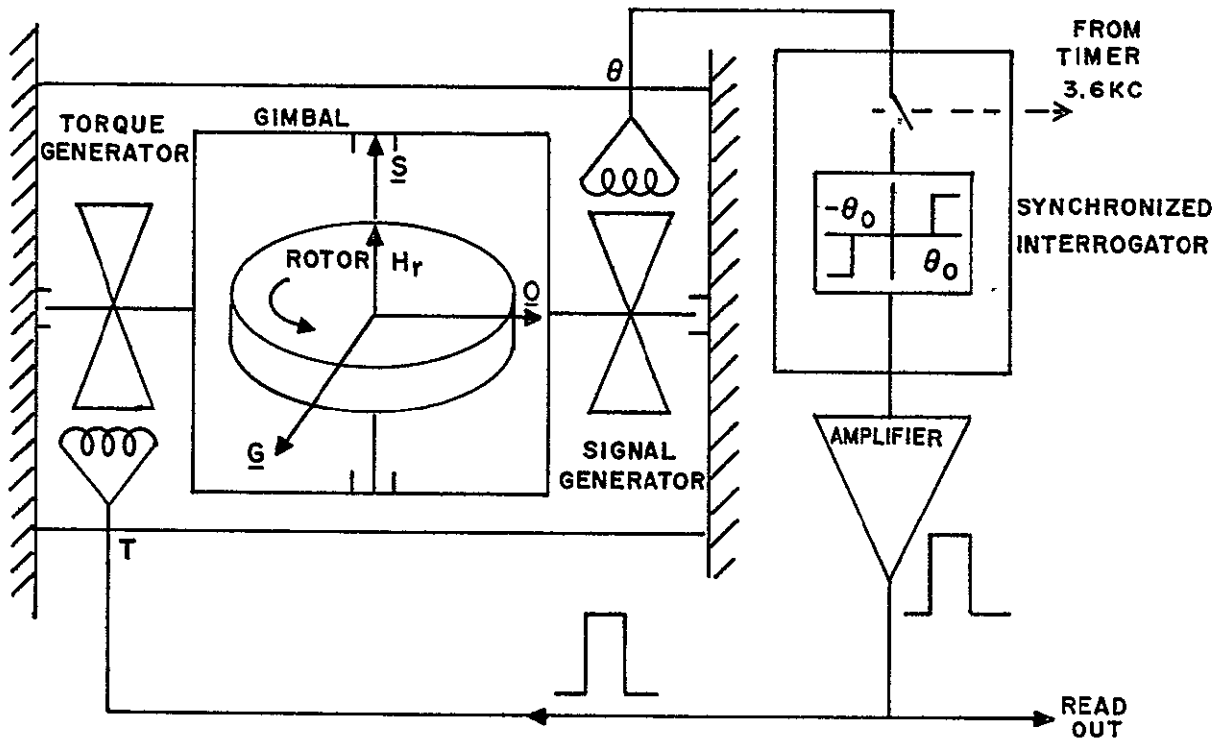 FROM
TIMER
3.6KC
θ
TORQUE
GENERATOR
GIMBAL
S
-θ₀
θ₀
SYNCHRONIZED
INTERROGATOR
ROTOR
Hr
O
G
SIGNAL
GENERATOR
AMPLIFIER
T
READ
OUT